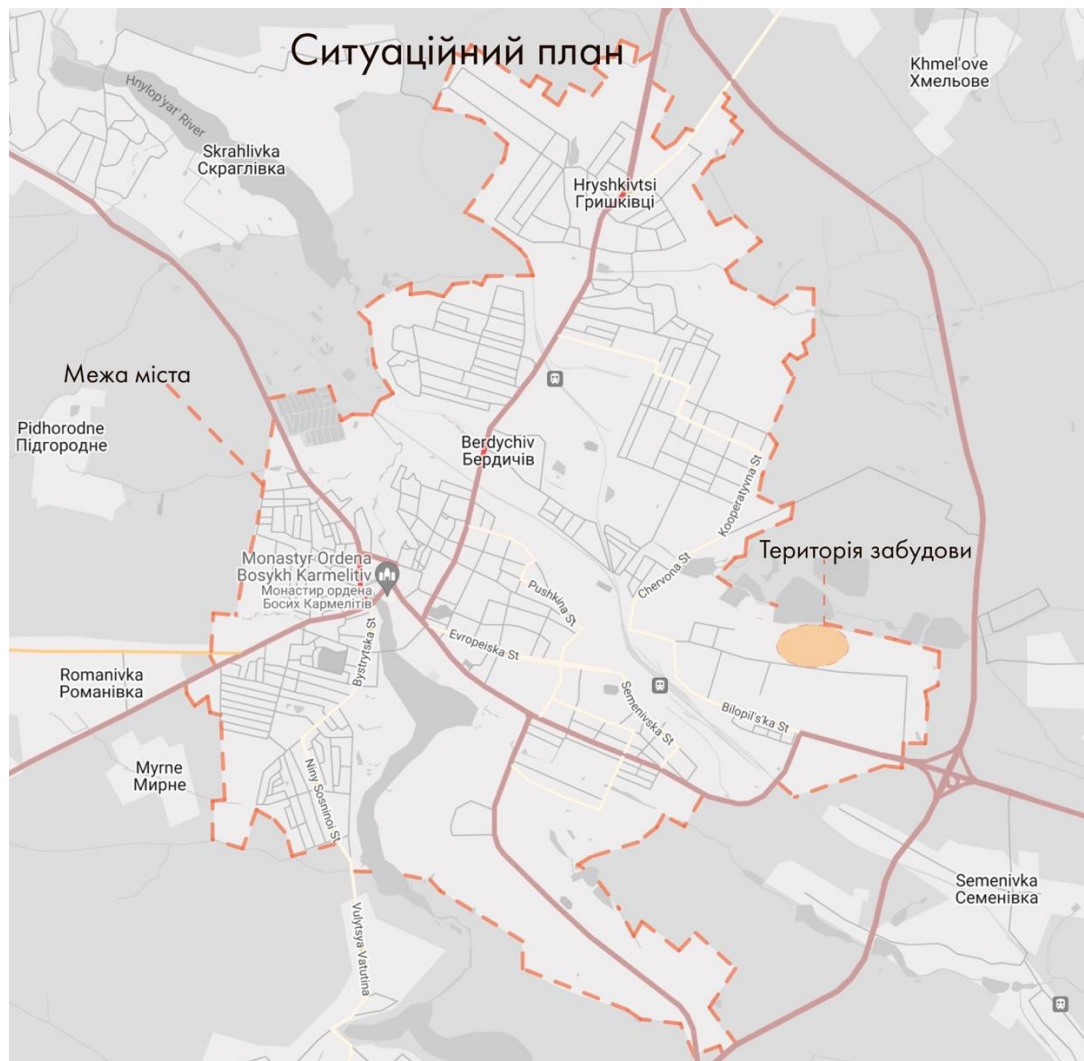 Ситуаційний план
Hnylop'yat' River
Khmel'ove
Хмельове
Skrahlivka
Скраглівка
Hryshkivtsi
Гришківці
Межа міста
Pidhorodne
Підгородне
Berdychiv
Бердичів
Kooperatyvna St
Територія забудови
Monastyr Ordena
Bosykh Karmelitiv
Монастир ордена
Босих Кармелітів
Chervona St
Pushkina St
Bystrytska St
Evropeiska St
Romanivka
Романівка
Semenivska St
Bilopil's'ka St
Myrne
Мирне
Niny Sosninoi St
Semenivka
Семенівка
Vulytsya Vatutina